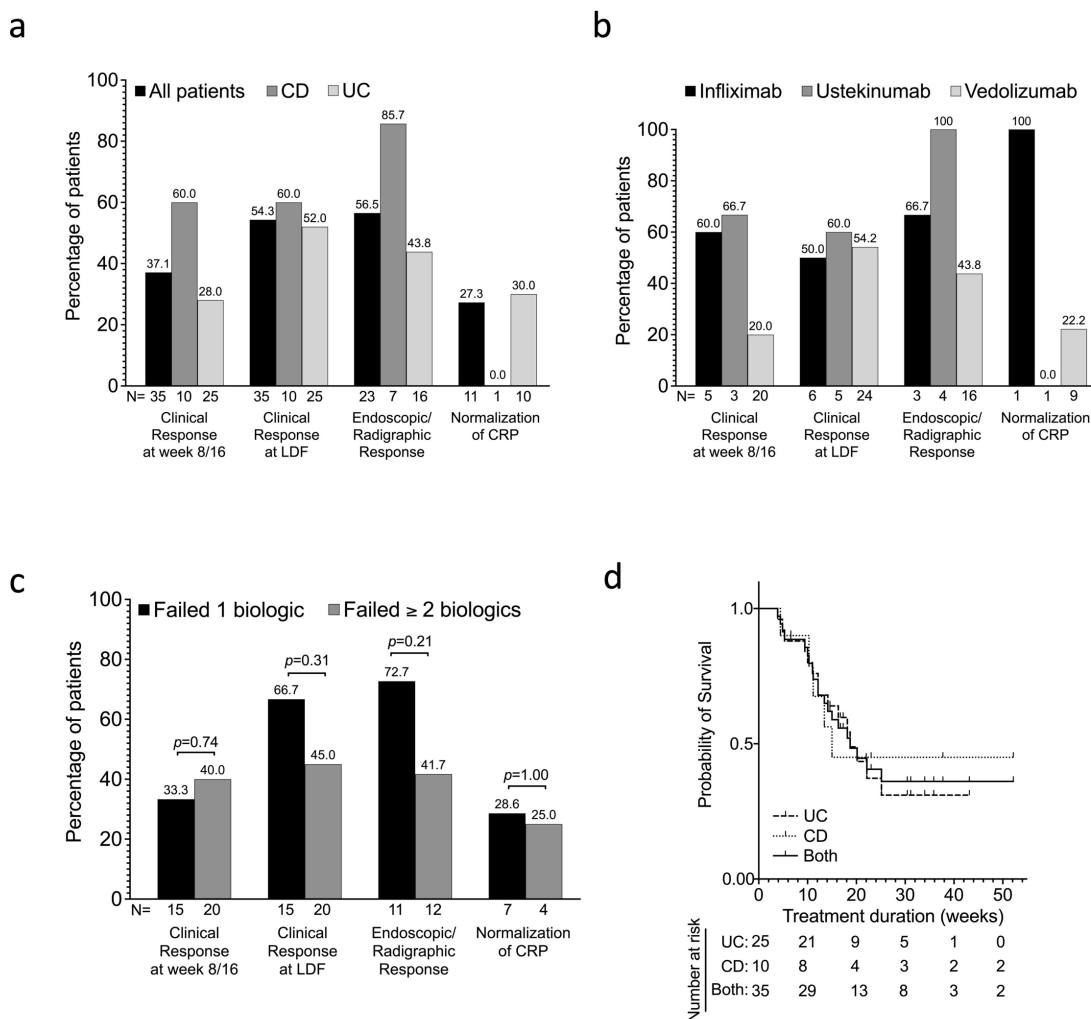 a
All patients CD UC
Percentage of patients
100
80
60
40
20
0
37.1 60.0 28.0 54.3 60.0 52.0 56.5 85.7 43.8 27.3 0.0 30.0
N= 35 10 25 35 10 25 23 7 16 11 1 10
Clinical Response at week 8/16
Clinical Response at LDF
Endoscopic/ Radigraphic Response
Normalization of CRP
b
Infliximab Ustekinumab Vedolizumab
Percentage of patients
100
80
60
40
20
0
60.0 66.7 20.0 50.0 60.0 54.2 66.7 100 43.8 100 0.0 22.2
N= 5 3 20 6 5 24 3 4 16 1 1 9
Clinical Response at week 8/16
Clinical Response at LDF
Endoscopic/ Radigraphic Response
Normalization of CRP
c
Failed 1 biologic Failed ≥ 2 biologics
Percentage of patients
100
80
60
40
20
0
p=0.74 p=0.31 p=0.21 p=1.00
33.3 40.0 66.7 45.0 72.7 41.7 28.6 25.0
N= 15 20 15 20 11 12 7 4
Clinical Response at week 8/16
Clinical Response at LDF
Endoscopic/ Radigraphic Response
Normalization of CRP
d
Probability of Survival
1.0
0.5
0.00
UC
CD
Both
0 10 20 30 40 50
Treatment duration (weeks)
Number at risk
UC: 25 21 9 5 1 0
CD: 10 8 4 3 2 2
Both: 35 29 13 8 3 2